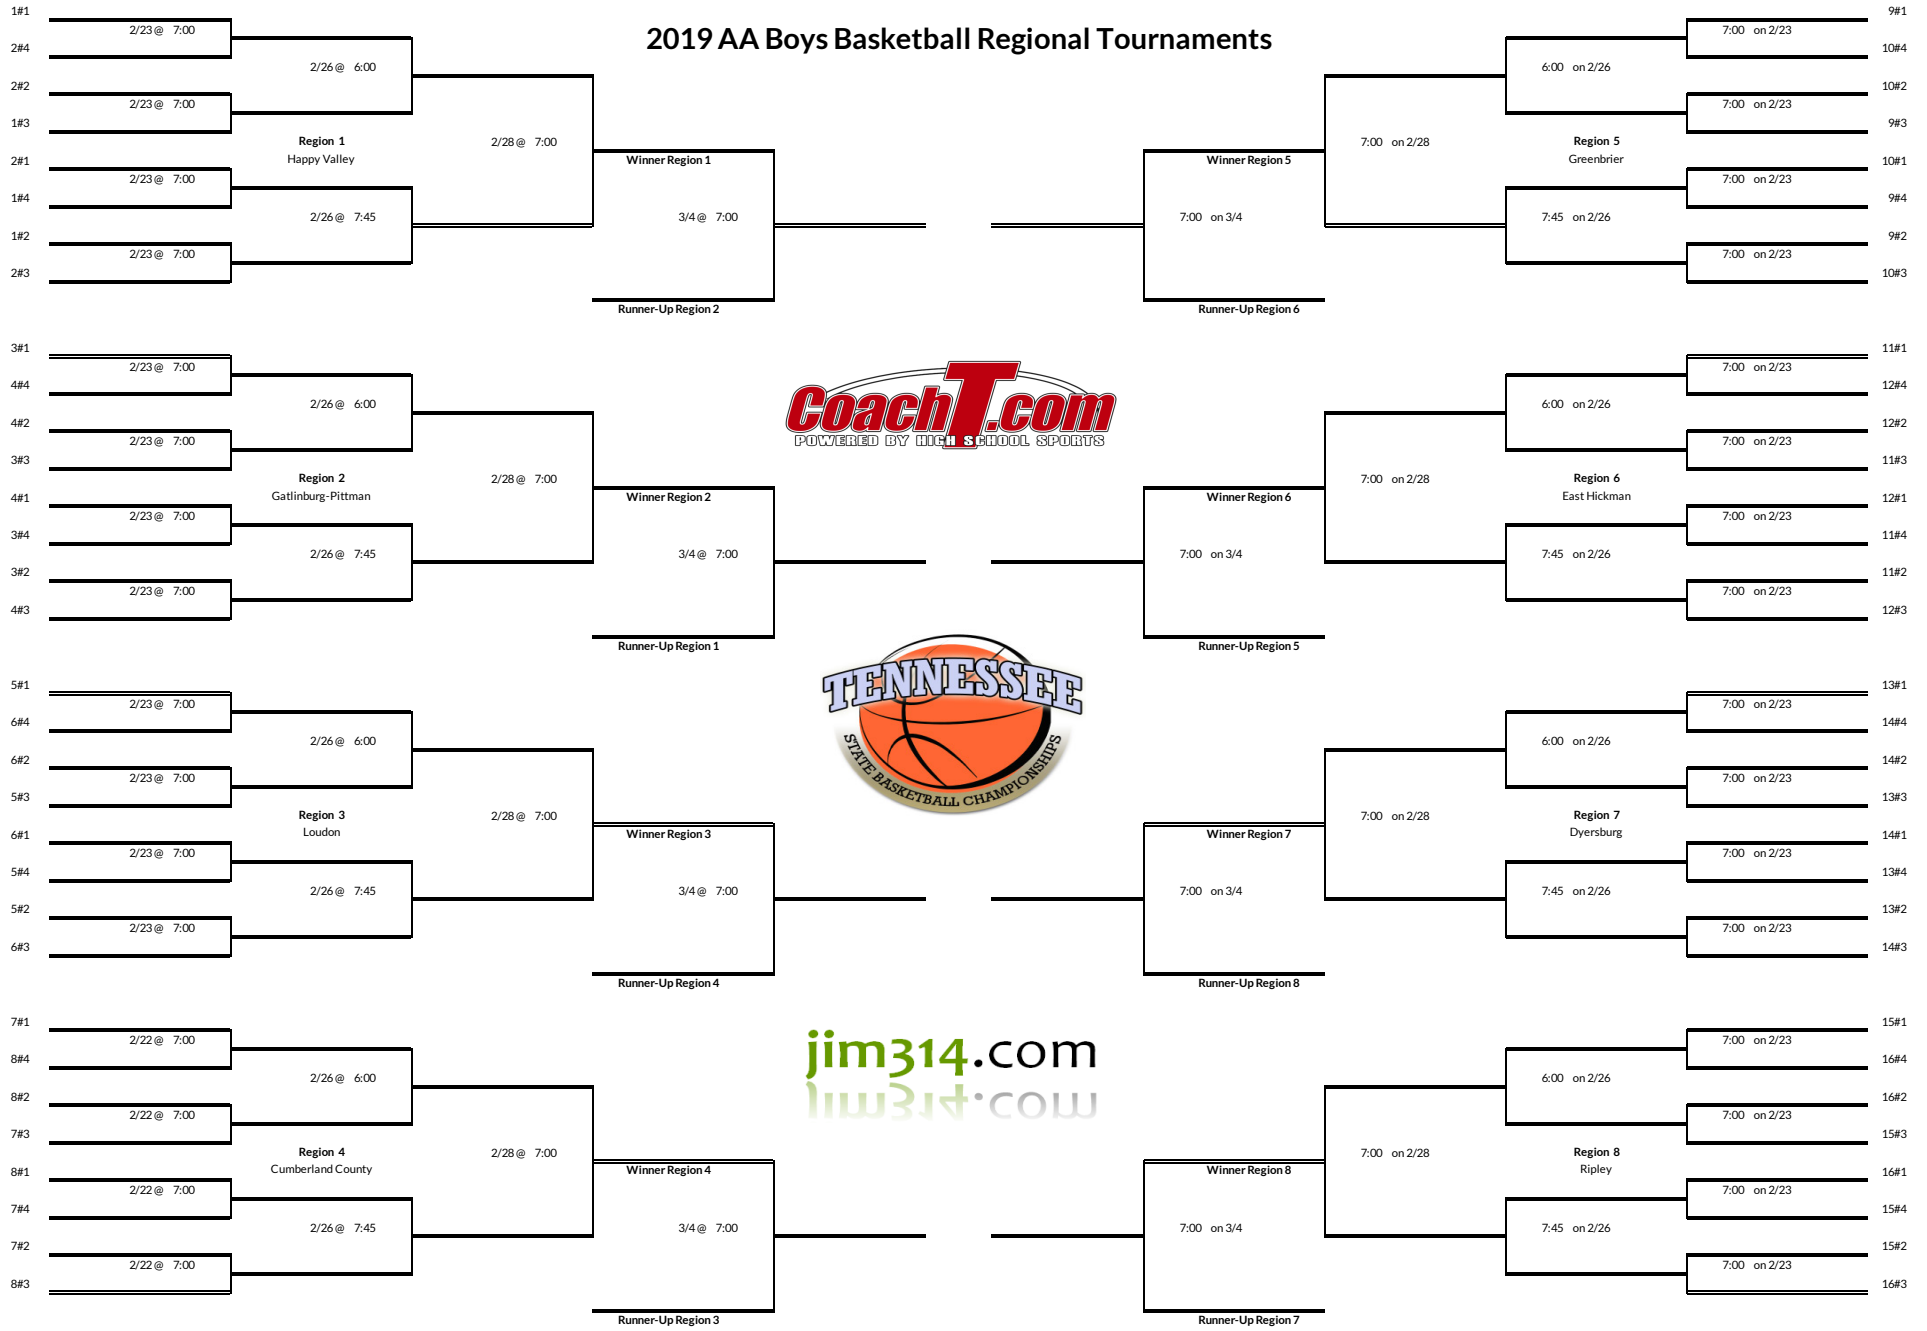 2019 AA Boys Basketball Regional Tournaments
1#1
2/23 @ 7:00
2#4
2/26 @ 6:00
2#2
2/23 @ 7:00
1#3
Region 1
2/28 @ 7:00
Happy Valley
Winner Region 1
2#1
2/23 @ 7:00
1#4
2/26 @ 7:45
3/4 @ 7:00
1#2
2/23 @ 7:00
2#3
Runner-Up Region 2
3#1
2/23 @ 7:00
4#4
2/26 @ 6:00
4#2
2/23 @ 7:00
3#3
Region 2
2/28 @ 7:00
Gatlinburg-Pittman
Winner Region 2
4#1
2/23 @ 7:00
3#4
2/26 @ 7:45
3/4 @ 7:00
3#2
2/23 @ 7:00
4#3
Runner-Up Region 1
5#1
2/23 @ 7:00
6#4
2/26 @ 6:00
6#2
2/23 @ 7:00
5#3
Region 3
2/28 @ 7:00
Loudon
Winner Region 3
6#1
2/23 @ 7:00
5#4
2/26 @ 7:45
3/4 @ 7:00
5#2
2/23 @ 7:00
6#3
Runner-Up Region 4
7#1
2/22 @ 7:00
8#4
2/26 @ 6:00
8#2
2/22 @ 7:00
7#3
Region 4
2/28 @ 7:00
Cumberland County
Winner Region 4
8#1
2/22 @ 7:00
7#4
2/26 @ 7:45
3/4 @ 7:00
7#2
2/22 @ 7:00
8#3
Runner-Up Region 3
CoachT.com
POWERED BY HIGH SCHOOL SPORTS
TENNESSEE
STATE BASKETBALL CHAMPIONSHIPS
jim314.com
9#1
7:00 on 2/23
10#4
6:00 on 2/26
10#2
7:00 on 2/23
9#3
Region 5
7:00 on 2/28
Greenbrier
Winner Region 5
10#1
7:00 on 2/23
9#4
7:45 on 2/26
7:00 on 3/4
9#2
7:00 on 2/23
10#3
Runner-Up Region 6
11#1
7:00 on 2/23
12#4
6:00 on 2/26
12#2
7:00 on 2/23
11#3
Region 6
7:00 on 2/28
East Hickman
Winner Region 6
12#1
7:00 on 2/23
11#4
7:45 on 2/26
7:00 on 3/4
11#2
7:00 on 2/23
12#3
Runner-Up Region 5
13#1
7:00 on 2/23
14#4
6:00 on 2/26
14#2
7:00 on 2/23
13#3
Region 7
7:00 on 2/28
Dyersburg
Winner Region 7
14#1
7:00 on 2/23
13#4
7:45 on 2/26
7:00 on 3/4
13#2
7:00 on 2/23
14#3
Runner-Up Region 8
15#1
7:00 on 2/23
16#4
6:00 on 2/26
16#2
7:00 on 2/23
15#3
Region 8
7:00 on 2/28
Ripley
Winner Region 8
16#1
7:00 on 2/23
15#4
7:45 on 2/26
7:00 on 3/4
15#2
7:00 on 2/23
16#3
Runner-Up Region 7